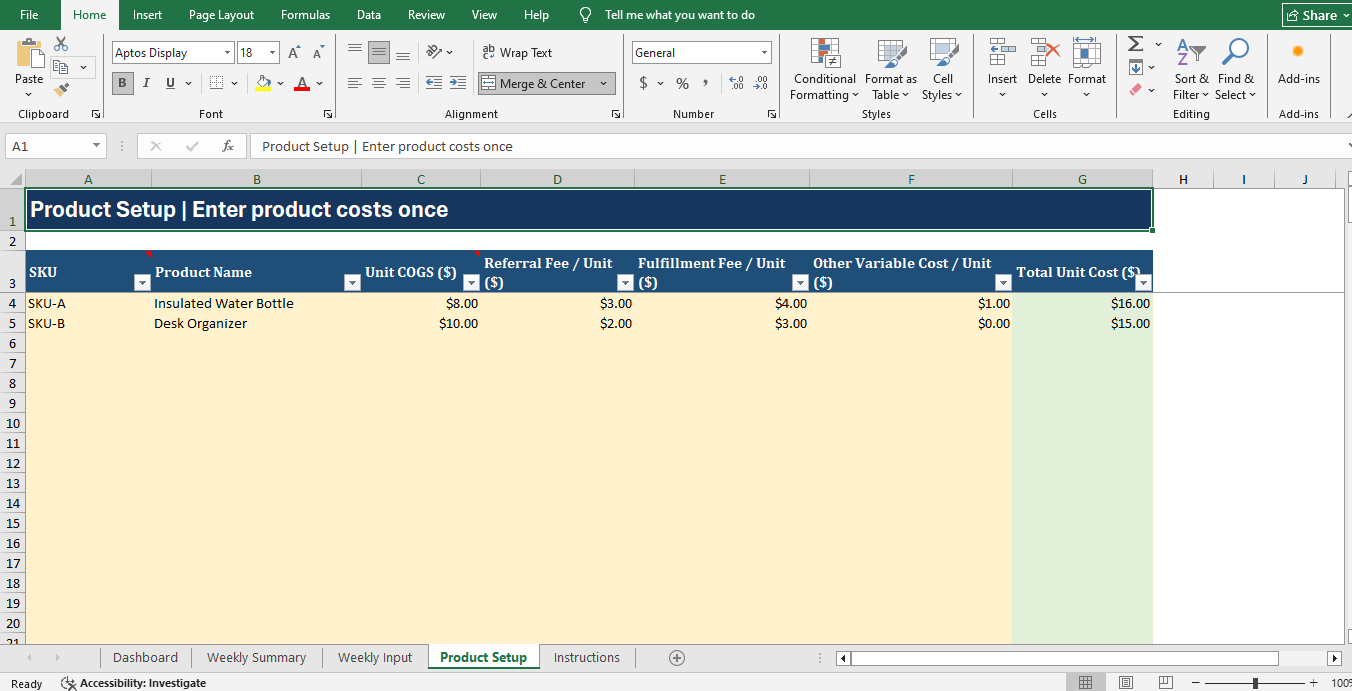 File Home Insert Page Layout Formulas Data Review View Help Tell me what you want to do Share
Aptos Display 18 Wrap Text General
Paste B I U Merge & Center $ % , Conditional Formatting Format as Table Cell Styles Insert Delete Format Sort & Filter Find & Select Add-ins
Clipboard Font Alignment Number Styles Cells Editing Add-ins
A1 fx Product Setup | Enter product costs once
A B C D E F G H I J
1 Product Setup | Enter product costs once
2
3 SKU Product Name Unit COGS ($) Referral Fee / Unit ($) Fulfillment Fee / Unit ($) Other Variable Cost / Unit ($) Total Unit Cost ($)
4 SKU-A Insulated Water Bottle $8.00 $3.00 $4.00 $1.00 $16.00
5 SKU-B Desk Organizer $10.00 $2.00 $3.00 $0.00 $15.00
6
7
8
9
10
11
12
13
14
15
16
17
18
19
20
21
Dashboard Weekly Summary Weekly Input Product Setup Instructions
Ready Accessibility: Investigate 100%